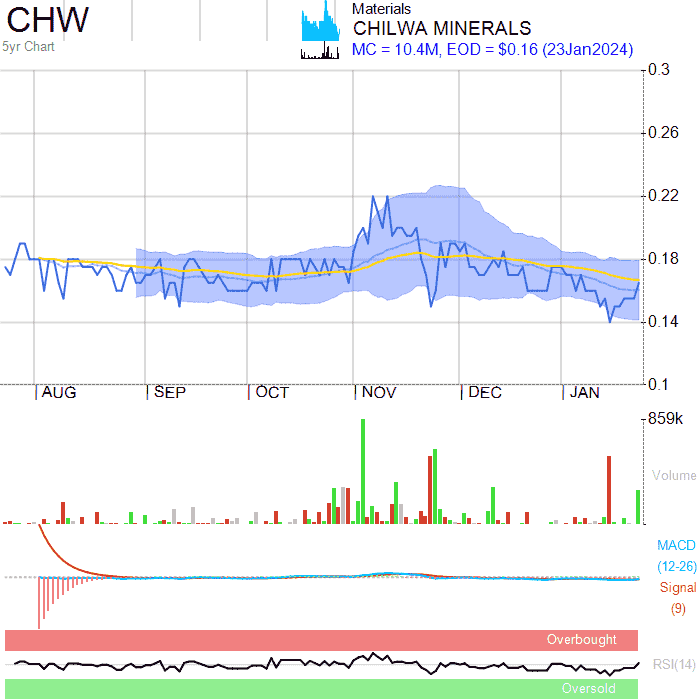 CHW
5yr Chart
Materials
CHILWA MINERALS
MC = 10.4M, EOD = $0.16 (23Jan2024)
0.3
0.26
0.22
0.18
0.14
0.1
AUG SEP OCT NOV DEC JAN
859k
Volume
MACD
(12-26)
Signal
(9)
Overbought
RSI(14)
Oversold